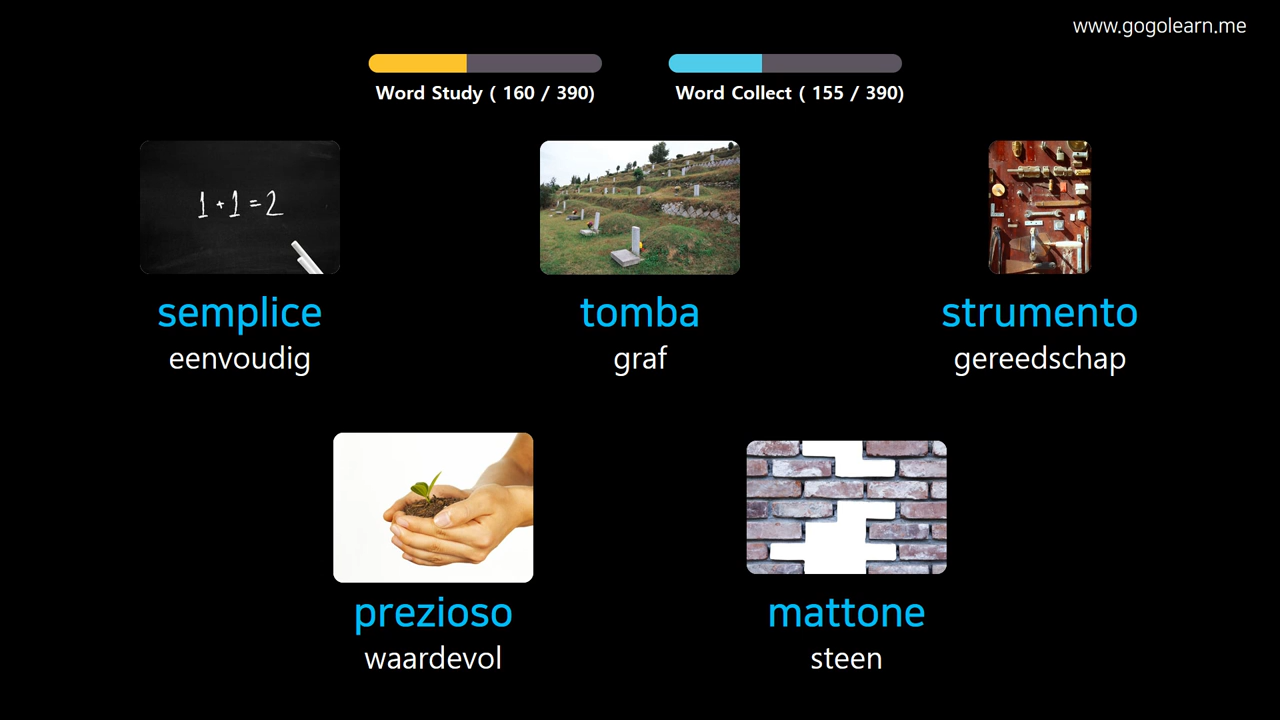 www.gogolearn.me
Word Study ( 160 / 390)
Word Collect ( 155 / 390)
1+1=2
semplice
eenvoudig
tomba
graf
strumento
gereedschap
prezioso
waardevol
mattone
steen